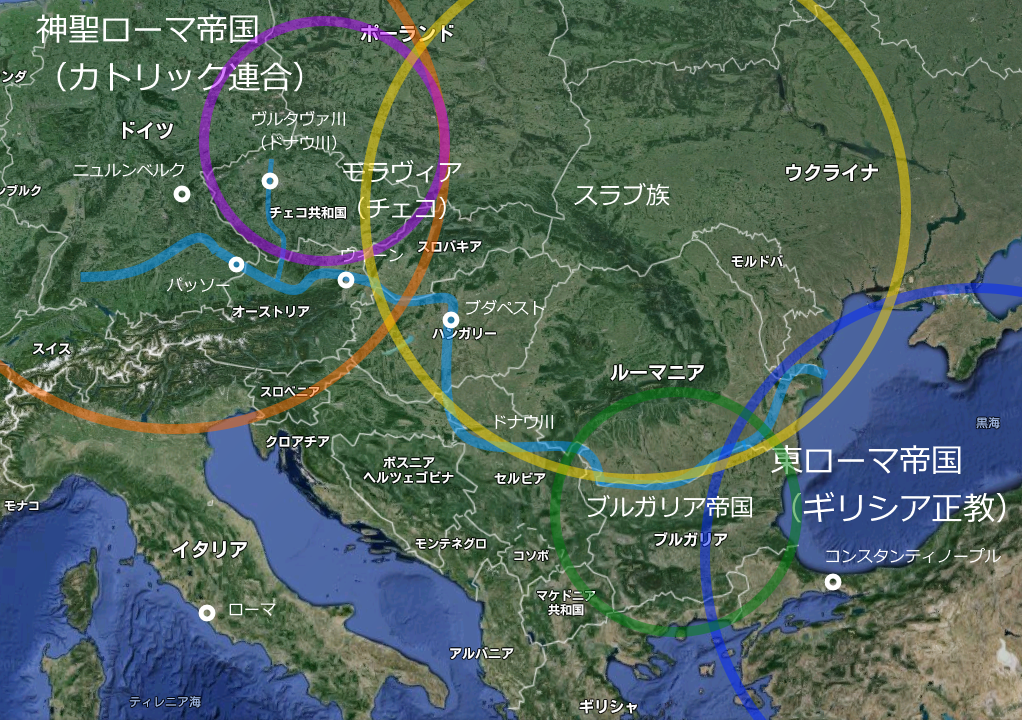 神聖ローマ帝国
（カトリック連合）
ポーランド
ンダ
ドイツ
ヴルタヴァ川
（ドナウ川）
ニュルンベルク
モラヴィア
（チェコ）
ンブルク
チェコ共和国
スラブ族
ウクライナ
ウィーン
スロバキア
モルドバ
パッソー
オーストリア
ブダペスト
ハンガリー
スイス
ルーマニア
スロベニア
クロアチア
ドナウ川
黒海
ボスニア
ヘルツェゴビナ
セルビア
東ローマ帝国
（ギリシア正教）
モナコ
ブルガリア帝国
イタリア
モンテネグロ
コソボ
ブルガリア
コンスタンティノープル
ローマ
マケドニア
共和国
アルバニア
ティレニア海
ギリシャ